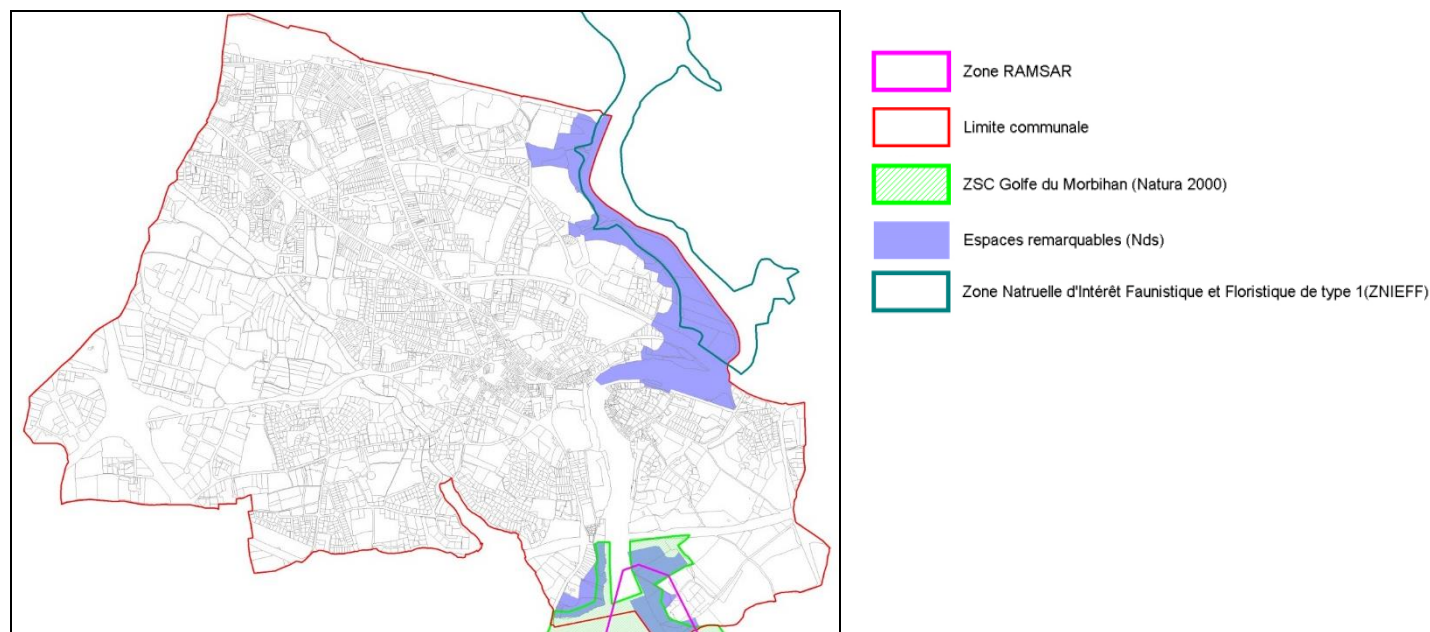 Zone RAMSAR
Limite communale
ZSC Golfe du Morbihan (Natura 2000)
Espaces remarquables (Nds)
Zone Natruelle d'Intérêt Faunistique et Floristique de type 1(ZNIEFF)